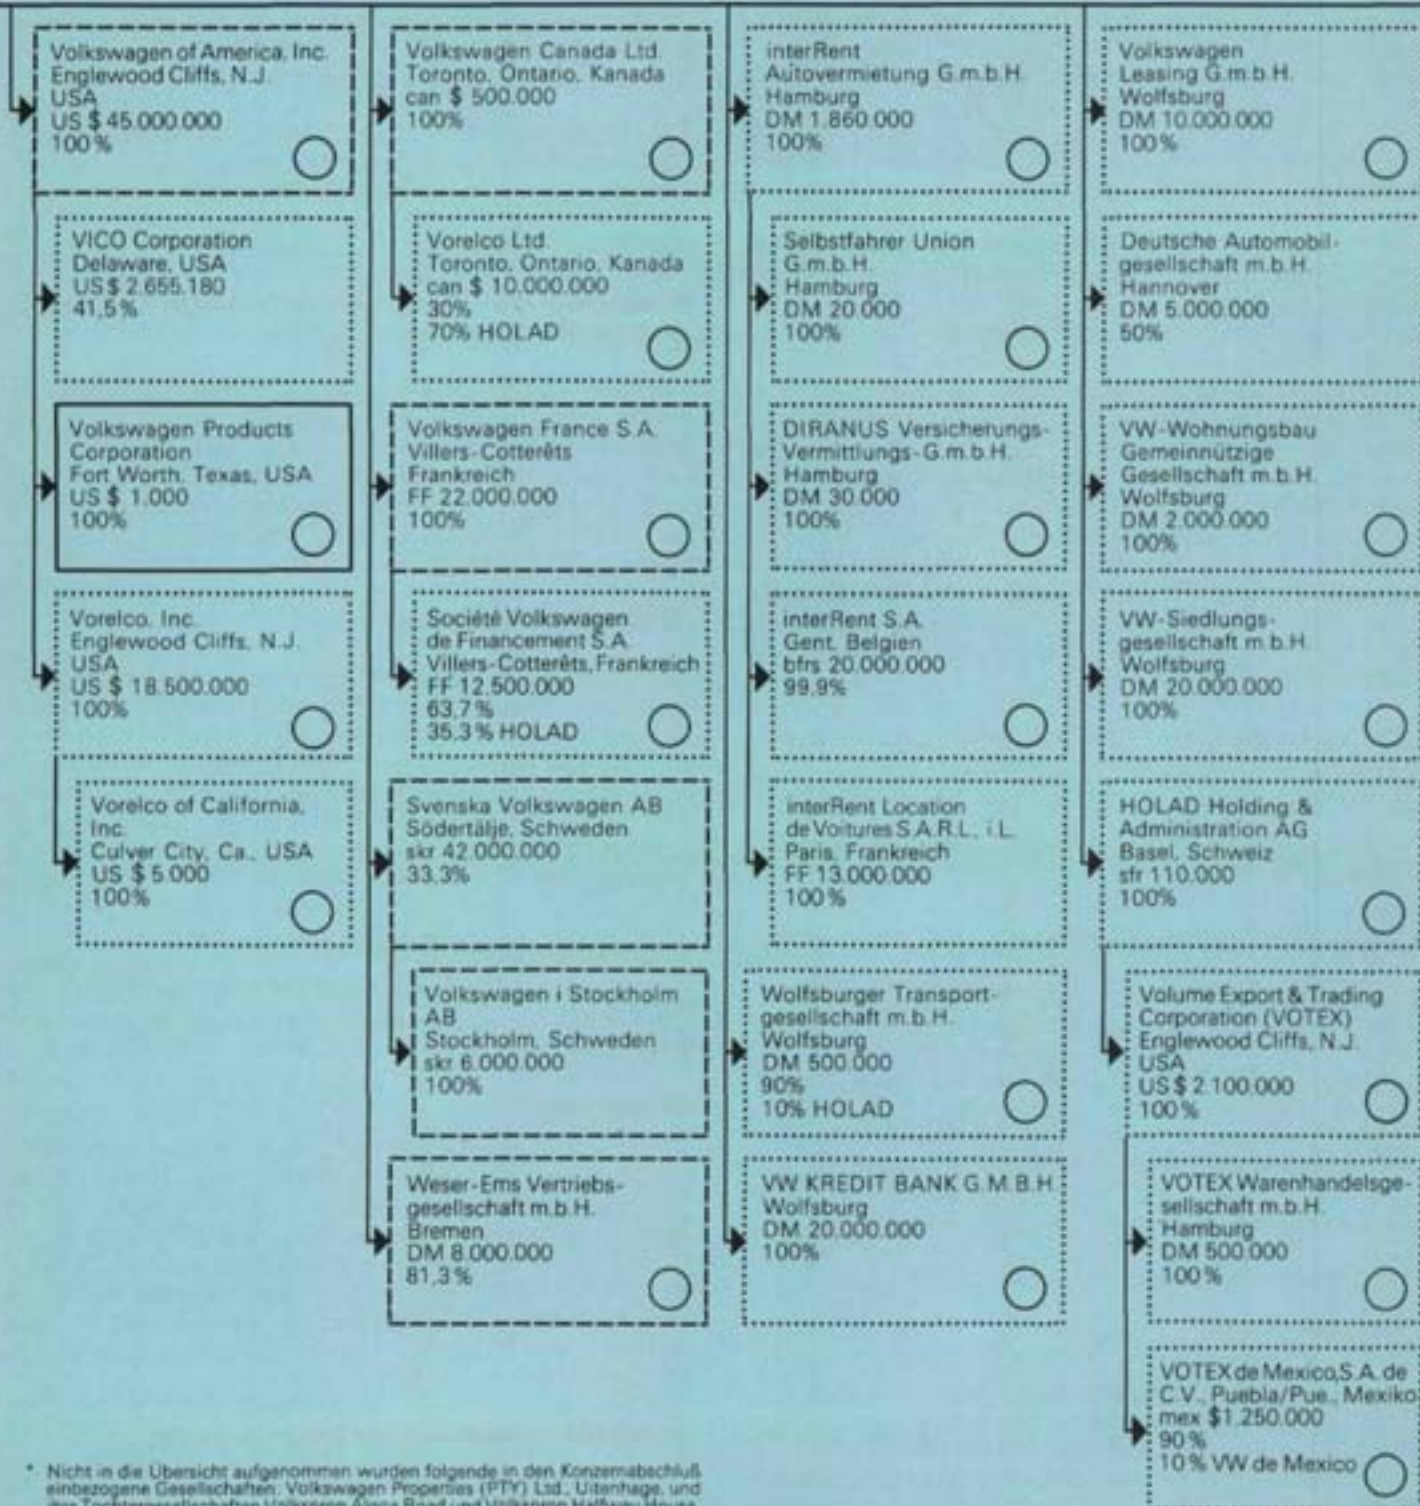 Volkswagen of America, Inc.
Englewood Cliffs, N.J.
USA
US $ 45.000.000
100%
VICO Corporation
Delaware, USA
US $ 2.655.180
41,5%
Volkswagen Products
Corporation
Fort Worth, Texas, USA
US $ 1.000
100%
Vorelco, Inc.
Englewood Cliffs, N.J.
USA
US $ 18.500.000
100%
Vorelco of California,
Inc.
Culver City, Ca., USA
US $ 5.000
100%
Volkswagen Canada Ltd.
Toronto, Ontario, Kanada
can $ 500.000
100%
Vorelco Ltd.
Toronto, Ontario, Kanada
can $ 10.000.000
30%
70% HOLAD
Volkswagen France S.A.
Villers-Cotterêts
Frankreich
FF 22.000.000
100%
Société Volkswagen
de Financement S.A.
Villers-Cotterêts, Frankreich
FF 12.500.000
63,7%
35,3% HOLAD
Svenska Volkswagen AB
Södertälje, Schweden
skr 42.000.000
33,3%
Volkswagen i Stockholm
AB
Stockholm, Schweden
skr 6.000.000
100%
Weser-Ems Vertriebs-
gesellschaft m.b.H.
Bremen
DM 8.000.000
81,3%
interRent
Autovermietung G.m.b.H.
Hamburg
DM 1.860.000
100%
Selbstfahrer Union
G.m.b.H.
Hamburg
DM 20.000
100%
DIRANUS Versicherungs-
Vermittlungs-G.m.b.H.
Hamburg
DM 30.000
100%
interRent S.A.
Gent, Belgien
bfrs 20.000.000
99,9%
interRent Location
de Voitures S.A.R.L., i.L.
Paris, Frankreich
FF 13.000.000
100%
Wolfsburger Transport-
gesellschaft m.b.H.
Wolfsburg
DM 500.000
90%
10% HOLAD
VW KREDIT BANK G.M.B.H.
Wolfsburg
DM 20.000.000
100%
Volkswagen
Leasing G.m.b.H.
Wolfsburg
DM 10.000.000
100%
Deutsche Automobil-
gesellschaft m.b.H.
Hannover
DM 5.000.000
50%
VW-Wohnungsbau
Gemeinnützige
Gesellschaft m.b.H.
Wolfsburg
DM 2.000.000
100%
VW-Siedlungs-
gesellschaft m.b.H.
Wolfsburg
DM 20.000.000
100%
HOLAD Holding &
Administration AG
Basel, Schweiz
sfr 110.000
100%
Volume Export & Trading
Corporation (VOTEX)
Englewood Cliffs, N.J.
USA
US $ 2.100.000
100%
VOTEX Warenhandelsge-
sellschaft m.b.H.
Hamburg
DM 500.000
100%
VOTEX de Mexico, S.A. de
C.V., Puebla/Pue., Mexiko
mex $ 1.250.000
90%
10% VW de Mexico
* Nicht in die Übersicht aufgenommen wurden folgende in den Konzernabschluß
einbezogene Gesellschaften: Volkswagen Properties (PTY) Ltd., Uitenhage, und
ihre Tochtergesellschaften Volksprop Road und Volksprop Halfway House